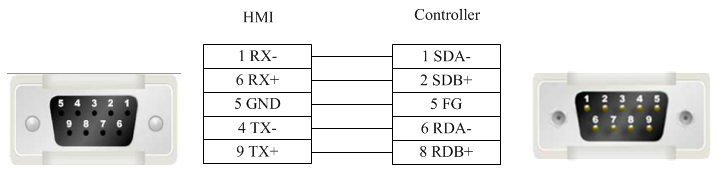 HMI
Controller
1 RX-
1 SDA-
6 RX+
2 SDB+
5 GND
5 FG
4 TX-
6 RDA-
9 TX+
8 RDB+
5 4 3 2 1
9 8 7 6
1 2 3 4 5
6 7 8 9